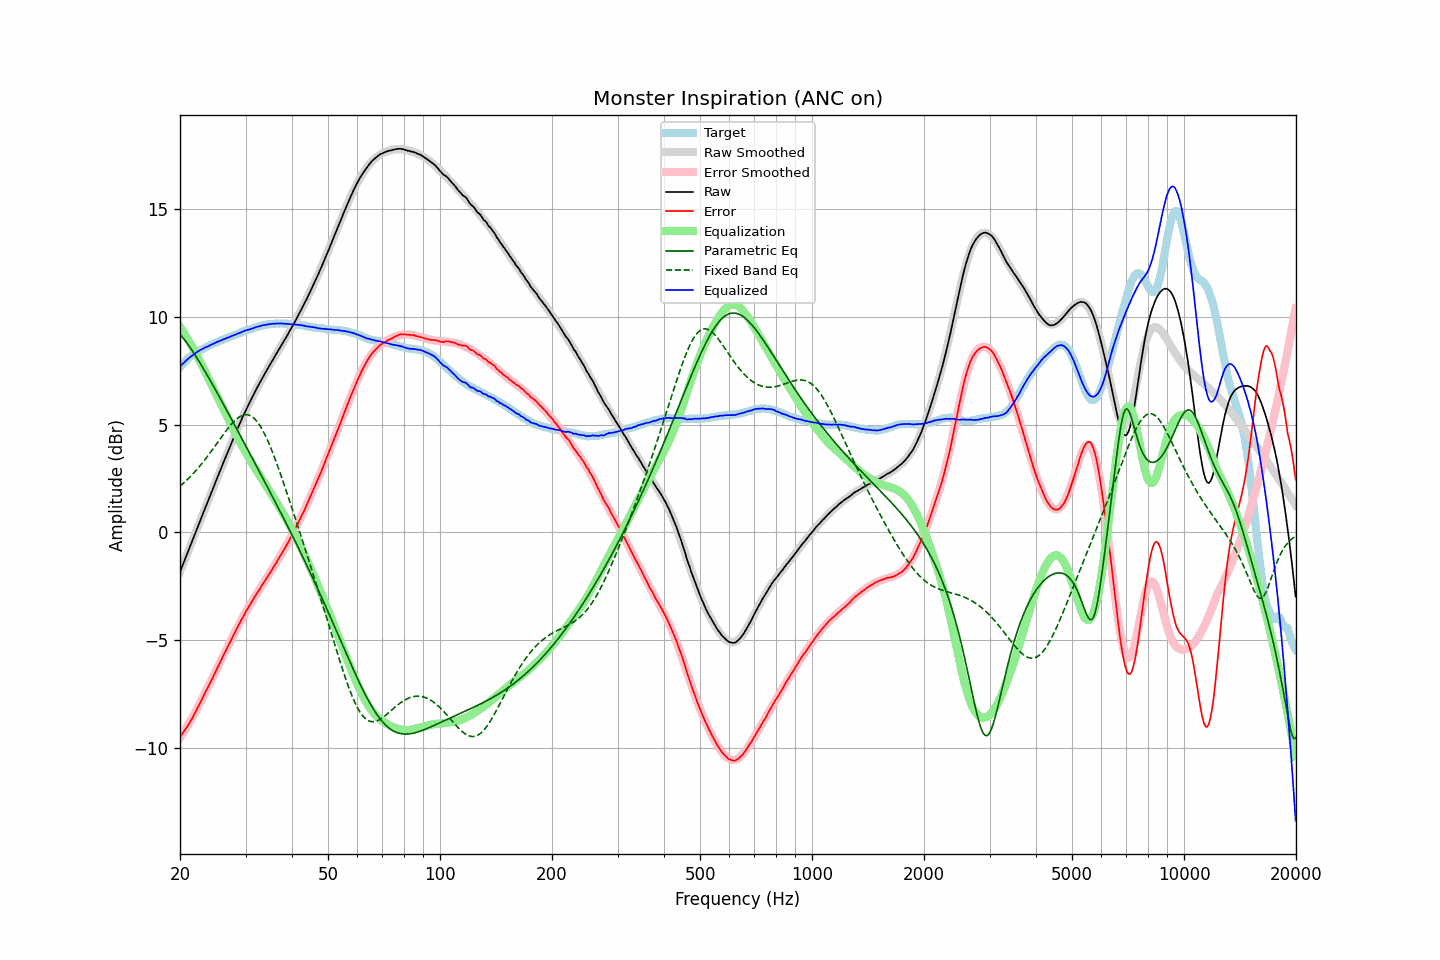 Monster Inspiration (ANC on)
Target
Raw Smoothed
Error Smoothed
Raw
Error
Equalization
Parametric Eq
Fixed Band Eq
Equalized
Amplitude (dBr)
15
10
5
0
−5
−10
20 50 100 200 500 1000 2000 5000 10000 20000
Frequency (Hz)